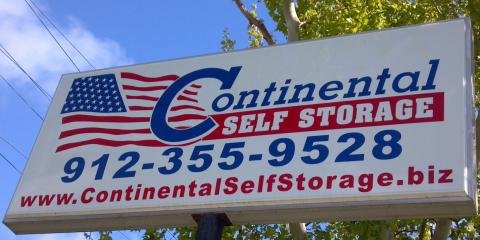 Continental
SELF STORAGE
912-355-9528
www.ContinentalSelfStorage.biz